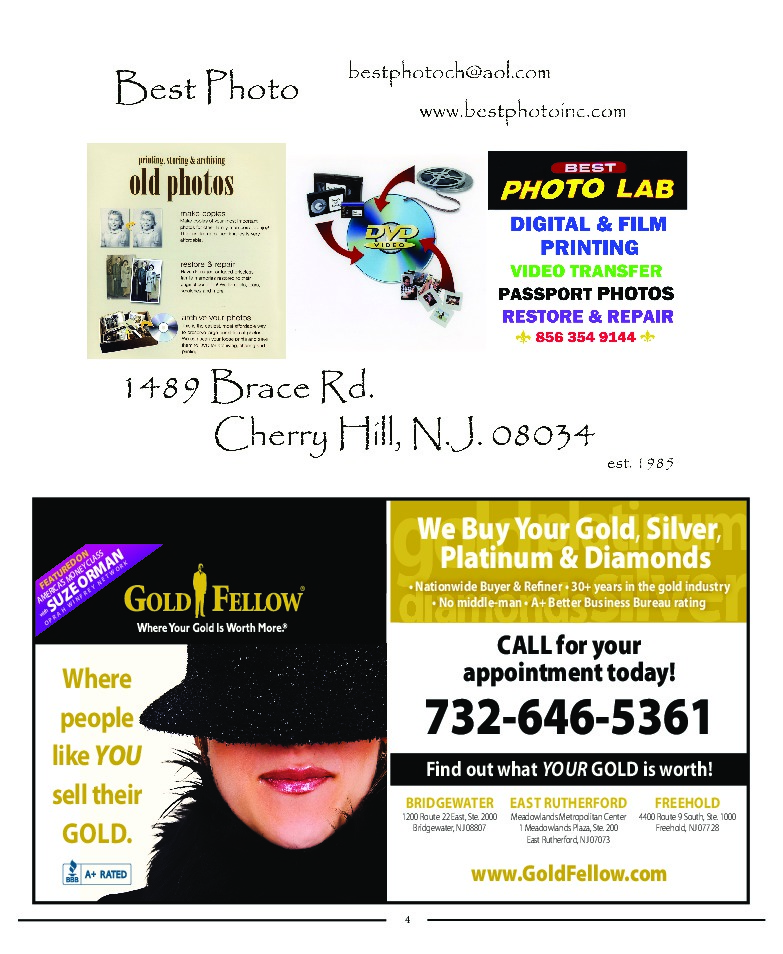 Best Photo
bestphotoch@aol.com
www.bestphotoinc.com
printing, storing & archiving
old photos
make copies
restore & repair
archive your photos
DVD
VIDEO
BEST
PHOTO LAB
DIGITAL & FILM
PRINTING
VIDEO TRANSFER
PASSPORT PHOTOS
RESTORE & REPAIR
856 354 9144
1489 Brace Rd.
Cherry Hill, N.J. 08034
est. 1985
FEATURED ON
AMERICA'S MONEY CLASS
with SUZE ORMAN
OPRAH WINFREY NETWORK
GOLD FELLOW®
Where Your Gold Is Worth More.®
Where
people
like YOU
sell their
GOLD.
BBB
A+ RATED
gold platinum
diamonds silver
We Buy Your Gold, Silver,
Platinum & Diamonds
• Nationwide Buyer & Refiner • 30+ years in the gold industry
• No middle-man • A+ Better Business Bureau rating
CALL for your
appointment today!
732-646-5361
Find out what YOUR GOLD is worth!
BRIDGEWATER
1200 Route 22 East, Ste. 2000
Bridgewater, NJ 08807
EAST RUTHERFORD
Meadowlands Metropolitan Center
1 Meadowlands Plaza, Ste. 200
East Rutherford, NJ 07073
FREEHOLD
4400 Route 9 South, Ste. 1000
Freehold, NJ 07728
www.GoldFellow.com
4